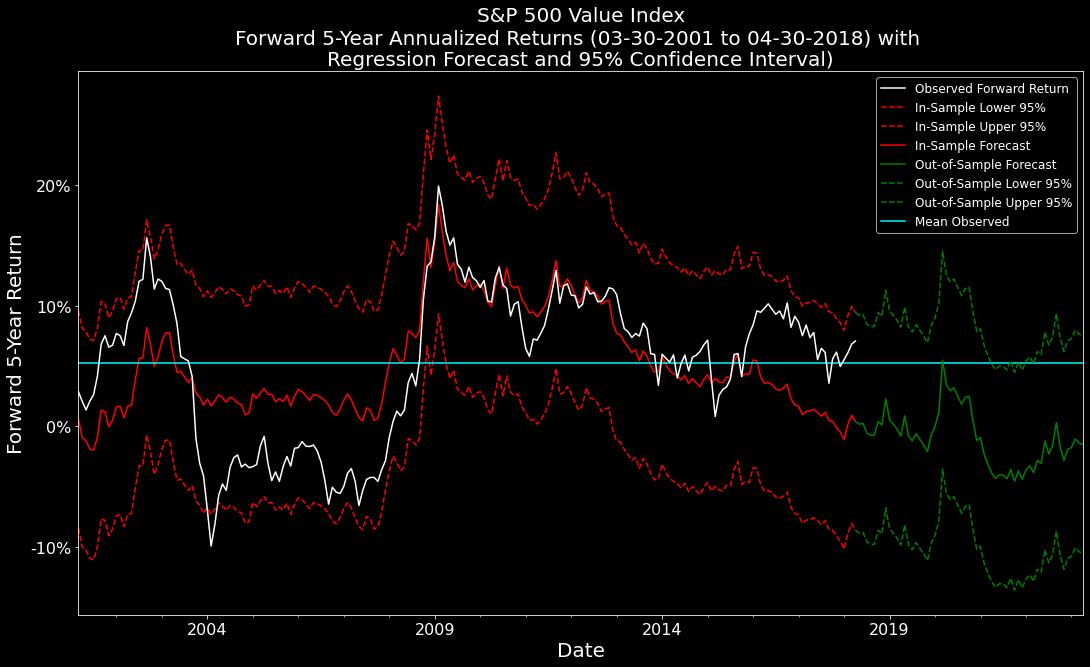 S&P 500 Value Index
Forward 5-Year Annualized Returns (03-30-2001 to 04-30-2018) with
Regression Forecast and 95% Confidence Interval)
Observed Forward Return
In-Sample Lower 95%
In-Sample Upper 95%
In-Sample Forecast
Out-of-Sample Forecast
Out-of-Sample Lower 95%
Out-of-Sample Upper 95%
Mean Observed
Forward 5-Year Return
20%
10%
0%
-10%
2004
2009
2014
2019
Date